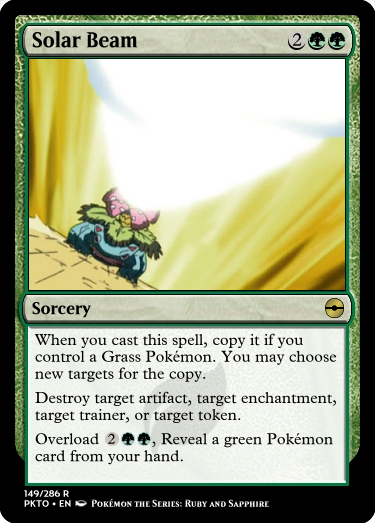 Solar Beam 2
Sorcery
When you cast this spell, copy it if you
control a Grass Pokémon. You may choose
new targets for the copy.
Destroy target artifact, target enchantment,
target trainer, or target token.
Overload 2 , Reveal a green Pokémon
card from your hand.
149/286 R
PKTO • EN Pokémon the Series: Ruby and Sapphire